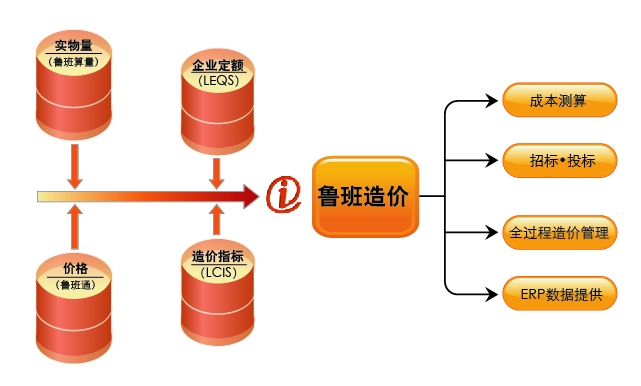 实物量
（鲁班算量）
企业定额
（LEQS）
价格
（鲁班通）
造价指标
（LCIS）
i
鲁班造价
成本测算
招标•投标
全过程造价管理
ERP数据提供